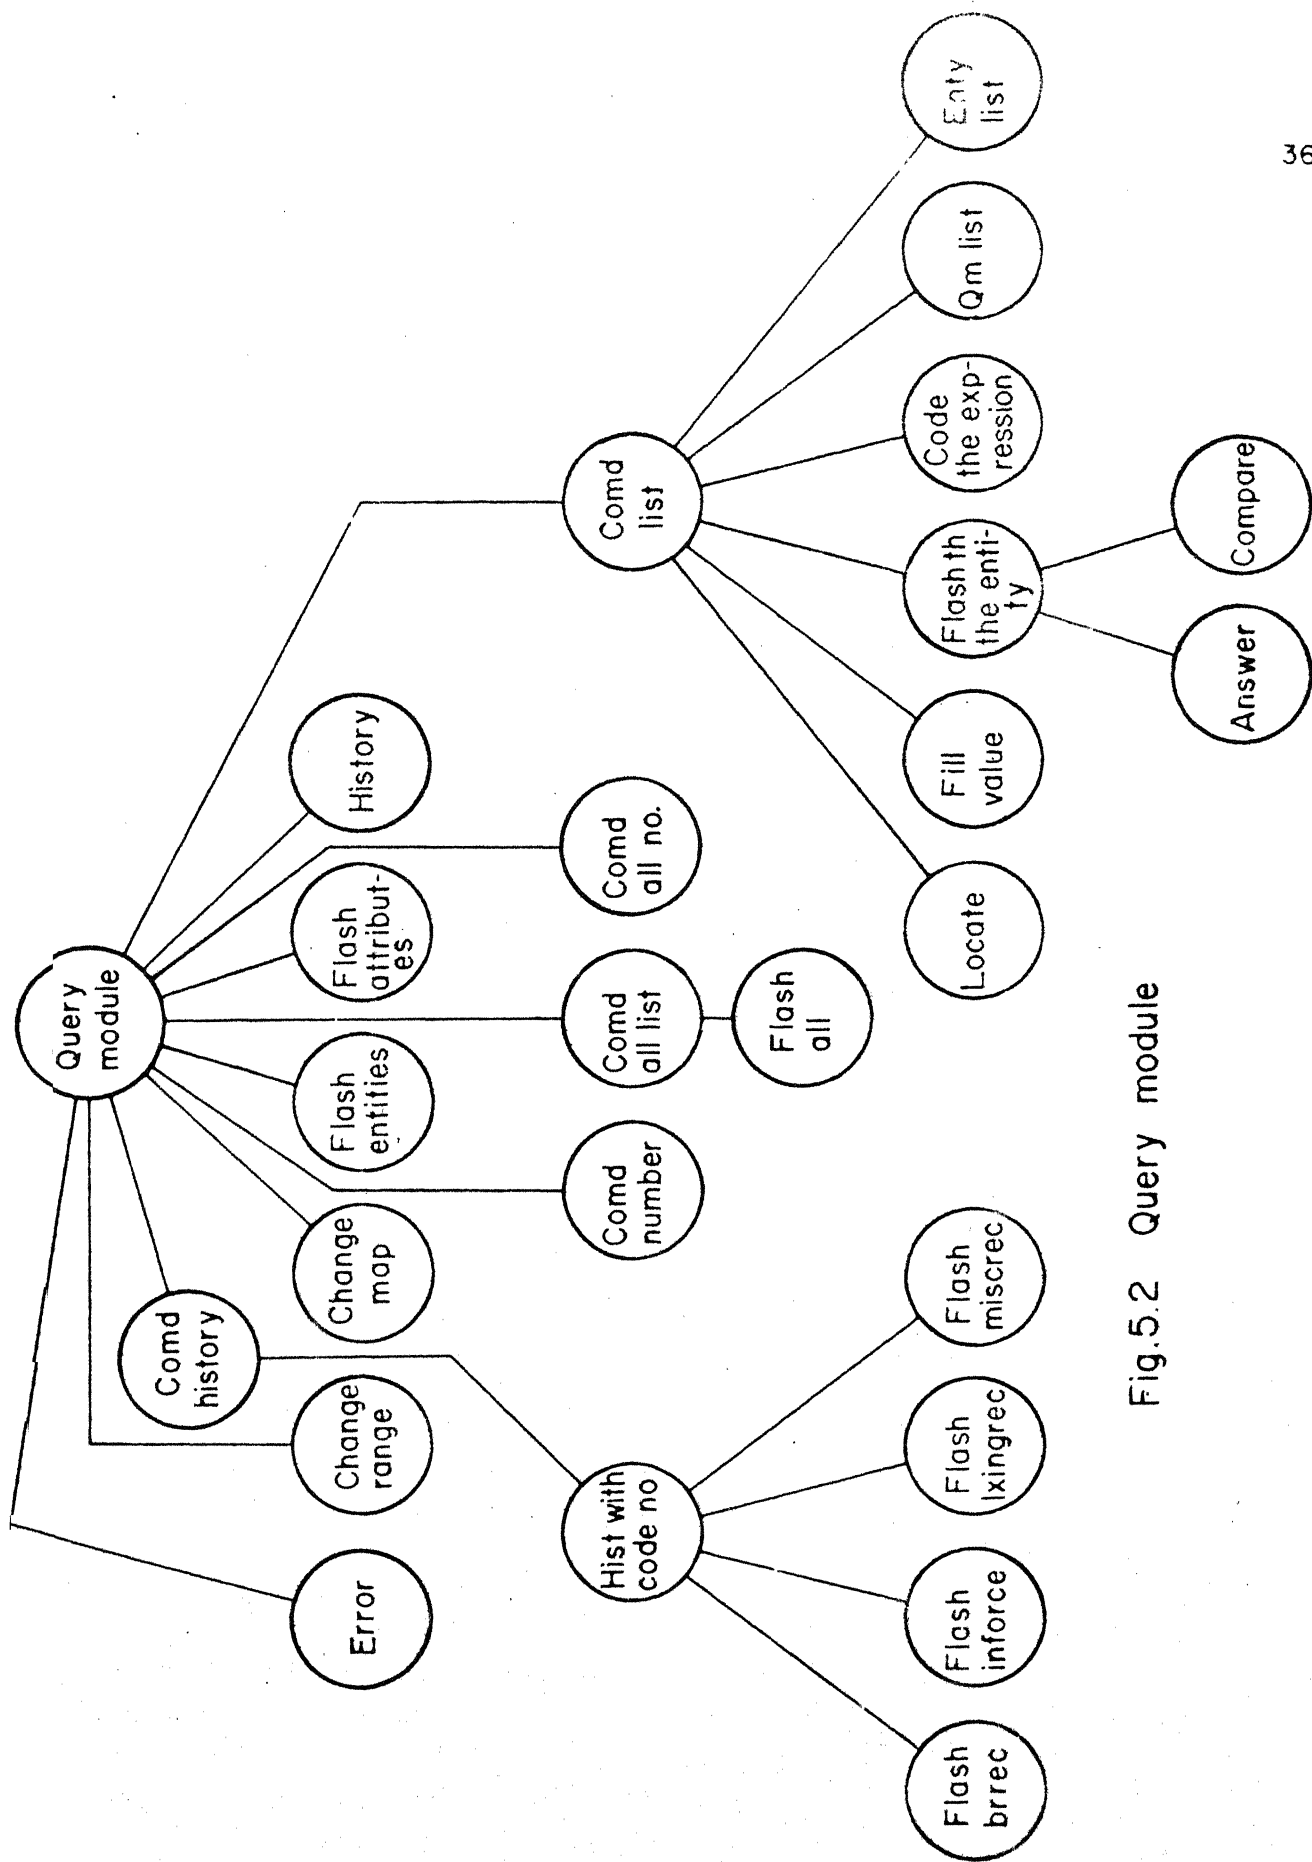 Query
module
Error
Change
range
Comd
history
Change
map
Flash
entities
Flash
attribut-
es
History
Hist with
code no
Comd
number
Comd
all list
Comd
all no.
Comd
list
Flash
all
Flash
brrec
Flash
inforce
Flash
lxingrec
Flash
miscrec
Locate
Fill
value
Flash th
the enti-
ty
Code
the exp-
ression
Qm list
Enty
list
Answer
Compare
Fig.5.2 Query module
36